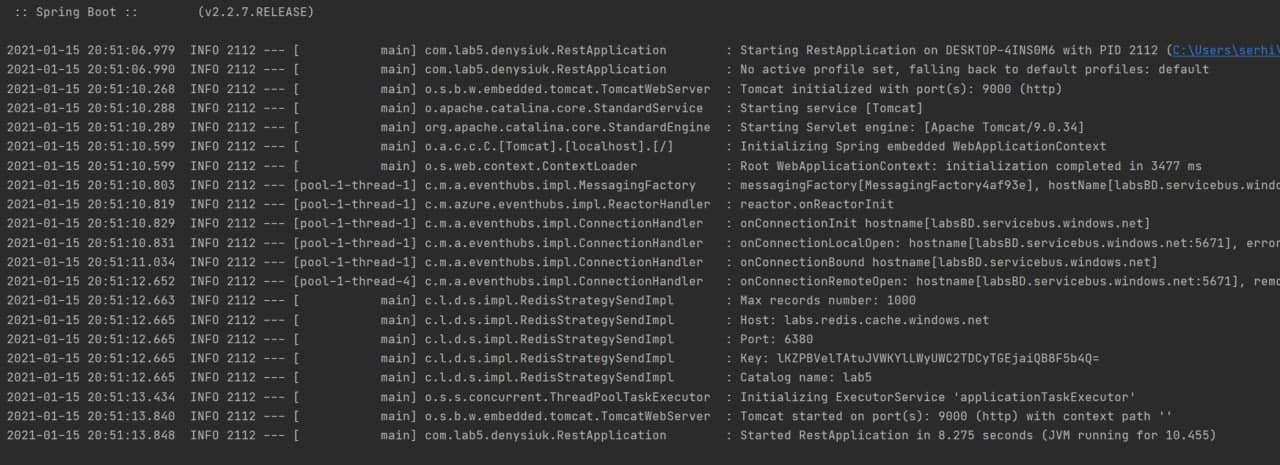 :: Spring Boot ::        (v2.2.7.RELEASE)
2021-01-15 20:51:06.979  INFO 2112 --- [           main] com.lab5.denysiuk.RestApplication        : Starting RestApplication on DESKTOP-4INS0M6 with PID 2112 (C:\Users\serhi\
2021-01-15 20:51:06.990  INFO 2112 --- [           main] com.lab5.denysiuk.RestApplication        : No active profile set, falling back to default profiles: default
2021-01-15 20:51:10.268  INFO 2112 --- [           main] o.s.b.w.embedded.tomcat.TomcatWebServer  : Tomcat initialized with port(s): 9000 (http)
2021-01-15 20:51:10.288  INFO 2112 --- [           main] o.apache.catalina.core.StandardService   : Starting service [Tomcat]
2021-01-15 20:51:10.289  INFO 2112 --- [           main] org.apache.catalina.core.StandardEngine  : Starting Servlet engine: [Apache Tomcat/9.0.34]
2021-01-15 20:51:10.599  INFO 2112 --- [           main] o.a.c.c.C.[Tomcat].[localhost].[/]       : Initializing Spring embedded WebApplicationContext
2021-01-15 20:51:10.599  INFO 2112 --- [           main] o.s.web.context.ContextLoader            : Root WebApplicationContext: initialization completed in 3477 ms
2021-01-15 20:51:10.803  INFO 2112 --- [pool-1-thread-1] c.m.a.eventhubs.impl.MessagingFactory    : messagingFactory[MessagingFactory4af93e], hostName[labsBD.servicebus.windo
2021-01-15 20:51:10.819  INFO 2112 --- [pool-1-thread-1] c.m.azure.eventhubs.impl.ReactorHandler  : reactor.onReactorInit
2021-01-15 20:51:10.829  INFO 2112 --- [pool-1-thread-1] c.m.a.eventhubs.impl.ConnectionHandler   : onConnectionInit hostname[labsBD.servicebus.windows.net]
2021-01-15 20:51:10.831  INFO 2112 --- [pool-1-thread-1] c.m.a.eventhubs.impl.ConnectionHandler   : onConnectionLocalOpen: hostname[labsBD.servicebus.windows.net:5671], error
2021-01-15 20:51:11.034  INFO 2112 --- [pool-1-thread-1] c.m.a.eventhubs.impl.ConnectionHandler   : onConnectionBound hostname[labsBD.servicebus.windows.net]
2021-01-15 20:51:12.652  INFO 2112 --- [pool-1-thread-4] c.m.a.eventhubs.impl.ConnectionHandler   : onConnectionRemoteOpen: hostname[labsBD.servicebus.windows.net:5671], remo
2021-01-15 20:51:12.663  INFO 2112 --- [           main] c.l.d.s.impl.RedisStrategySendImpl       : Max records number: 1000
2021-01-15 20:51:12.665  INFO 2112 --- [           main] c.l.d.s.impl.RedisStrategySendImpl       : Host: labs.redis.cache.windows.net
2021-01-15 20:51:12.665  INFO 2112 --- [           main] c.l.d.s.impl.RedisStrategySendImpl       : Port: 6380
2021-01-15 20:51:12.665  INFO 2112 --- [           main] c.l.d.s.impl.RedisStrategySendImpl       : Key: lKZPBVelTAtuJVWKYlLWyUWC2TDCyTGEjaiQB8F5b4Q=
2021-01-15 20:51:12.665  INFO 2112 --- [           main] c.l.d.s.impl.RedisStrategySendImpl       : Catalog name: lab5
2021-01-15 20:51:13.434  INFO 2112 --- [           main] o.s.s.concurrent.ThreadPoolTaskExecutor  : Initializing ExecutorService 'applicationTaskExecutor'
2021-01-15 20:51:13.840  INFO 2112 --- [           main] o.s.b.w.embedded.tomcat.TomcatWebServer  : Tomcat started on port(s): 9000 (http) with context path ''
2021-01-15 20:51:13.848  INFO 2112 --- [           main] com.lab5.denysiuk.RestApplication        : Started RestApplication in 8.275 seconds (JVM running for 10.455)